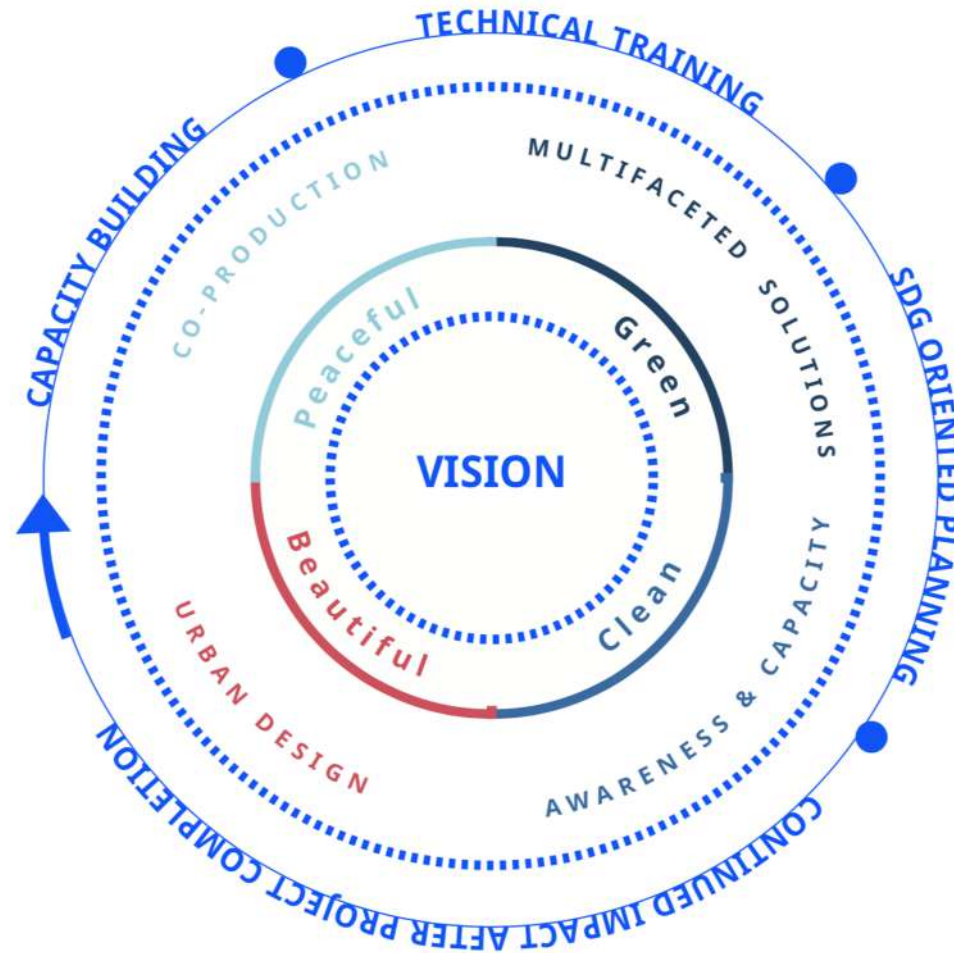 TECHNICAL TRAINING
CAPACITY BUILDING
SDG ORIENTED PLANNING
CONTINUED IMPACT AFTER PROJECT COMPLETION
CO-PRODUCTION
MULTIFACETED SOLUTIONS
AWARENESS & CAPACITY
URBAN DESIGN
Peaceful
Green
Clean
Beautiful
VISION